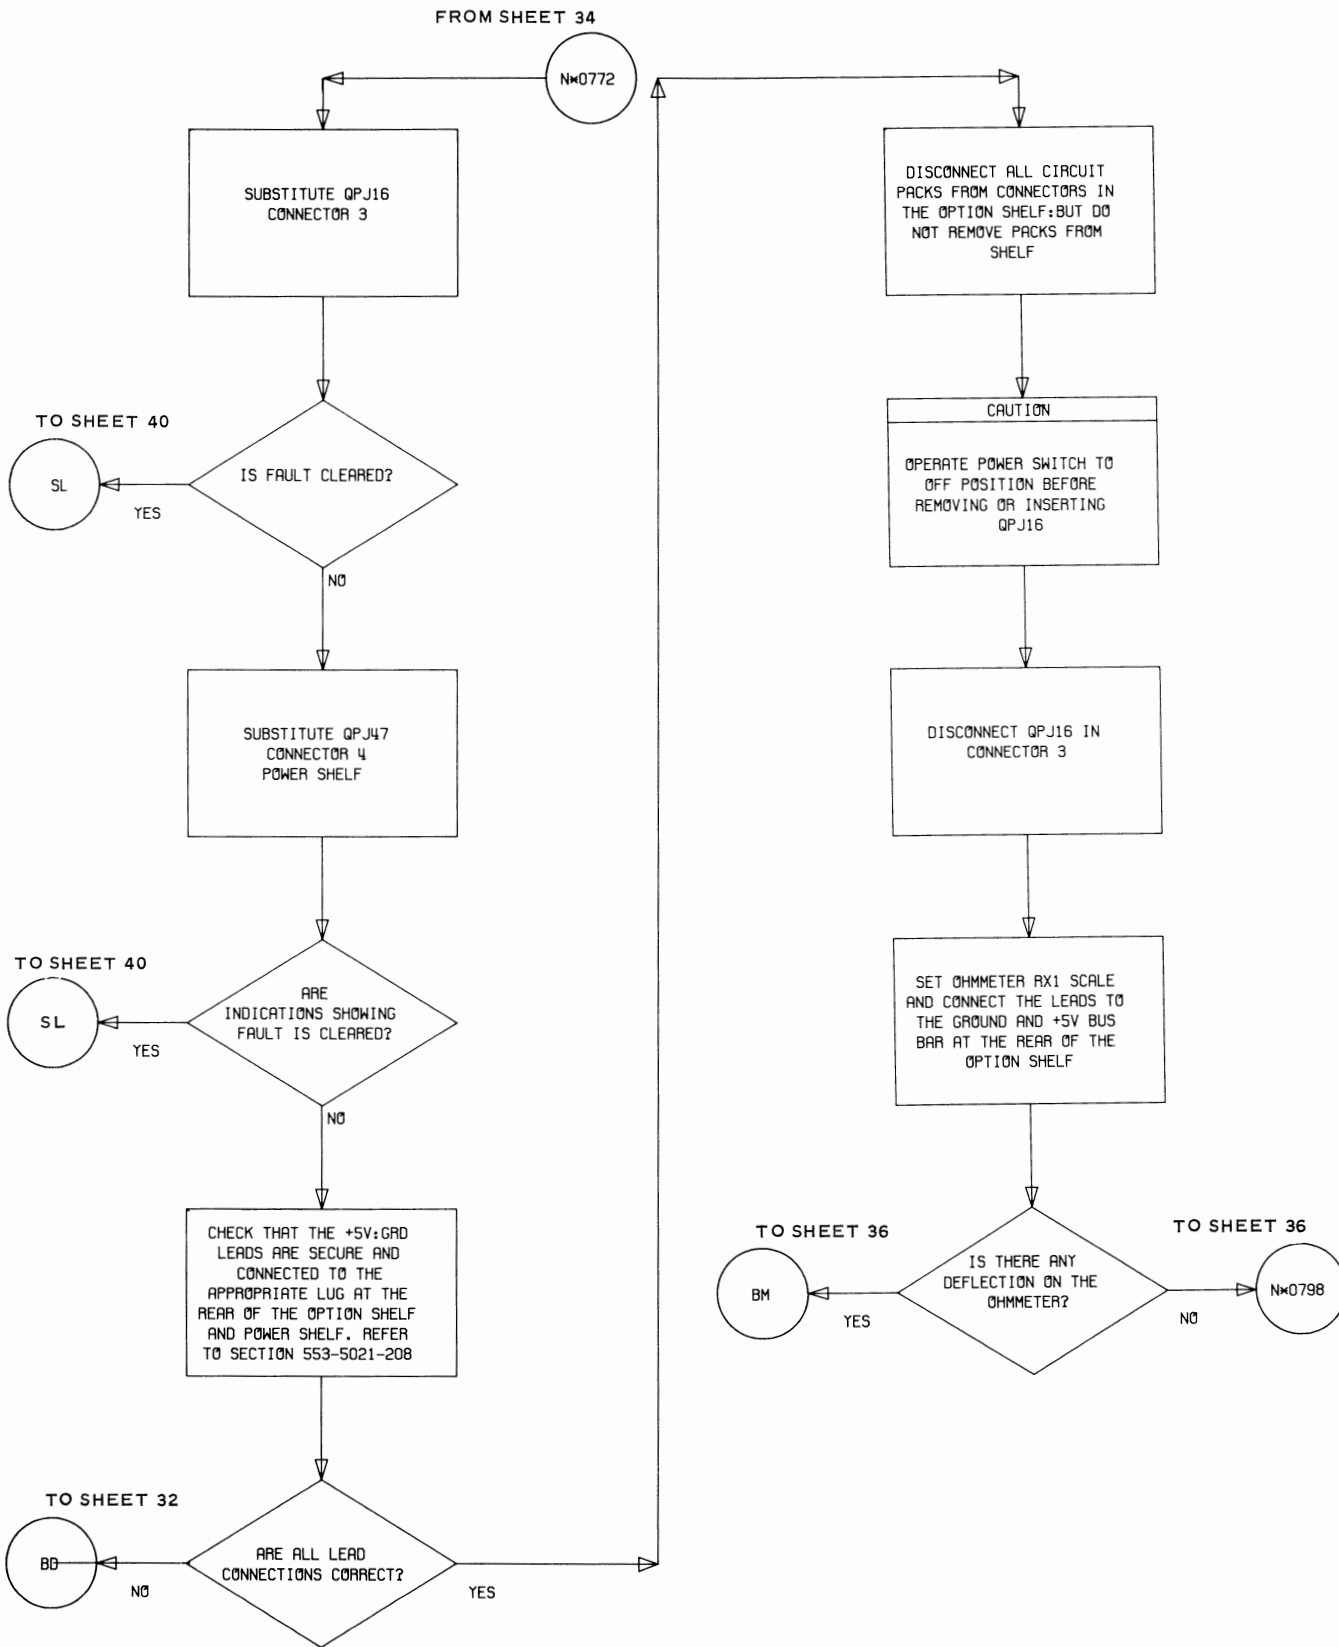 FROM SHEET 34
N*0772
SUBSTITUTE QPJ16
CONNECTOR 3
TO SHEET 40
SL
IS FAULT CLEARED?
YES
NO
SUBSTITUTE QPJ47
CONNECTOR 4
POWER SHELF
TO SHEET 40
SL
ARE
INDICATIONS SHOWING
FAULT IS CLEARED?
YES
NO
CHECK THAT THE +5V:GRD
LEADS ARE SECURE AND
CONNECTED TO THE
APPROPRIATE LUG AT THE
REAR OF THE OPTION SHELF
AND POWER SHELF. REFER
TO SECTION 553-5021-208
TO SHEET 32
BD
ARE ALL LEAD
CONNECTIONS CORRECT?
NO
YES
DISCONNECT ALL CIRCUIT
PACKS FROM CONNECTORS IN
THE OPTION SHELF:BUT DO
NOT REMOVE PACKS FROM
SHELF
CAUTION
OPERATE POWER SWITCH TO
OFF POSITION BEFORE
REMOVING OR INSERTING
QPJ16
DISCONNECT QPJ16 IN
CONNECTOR 3
SET OHMMETER RX1 SCALE
AND CONNECT THE LEADS TO
THE GROUND AND +5V BUS
BAR AT THE REAR OF THE
OPTION SHELF
TO SHEET 36
BM
IS THERE ANY
DEFLECTION ON THE
OHMMETER?
YES
NO
TO SHEET 36
N*0798